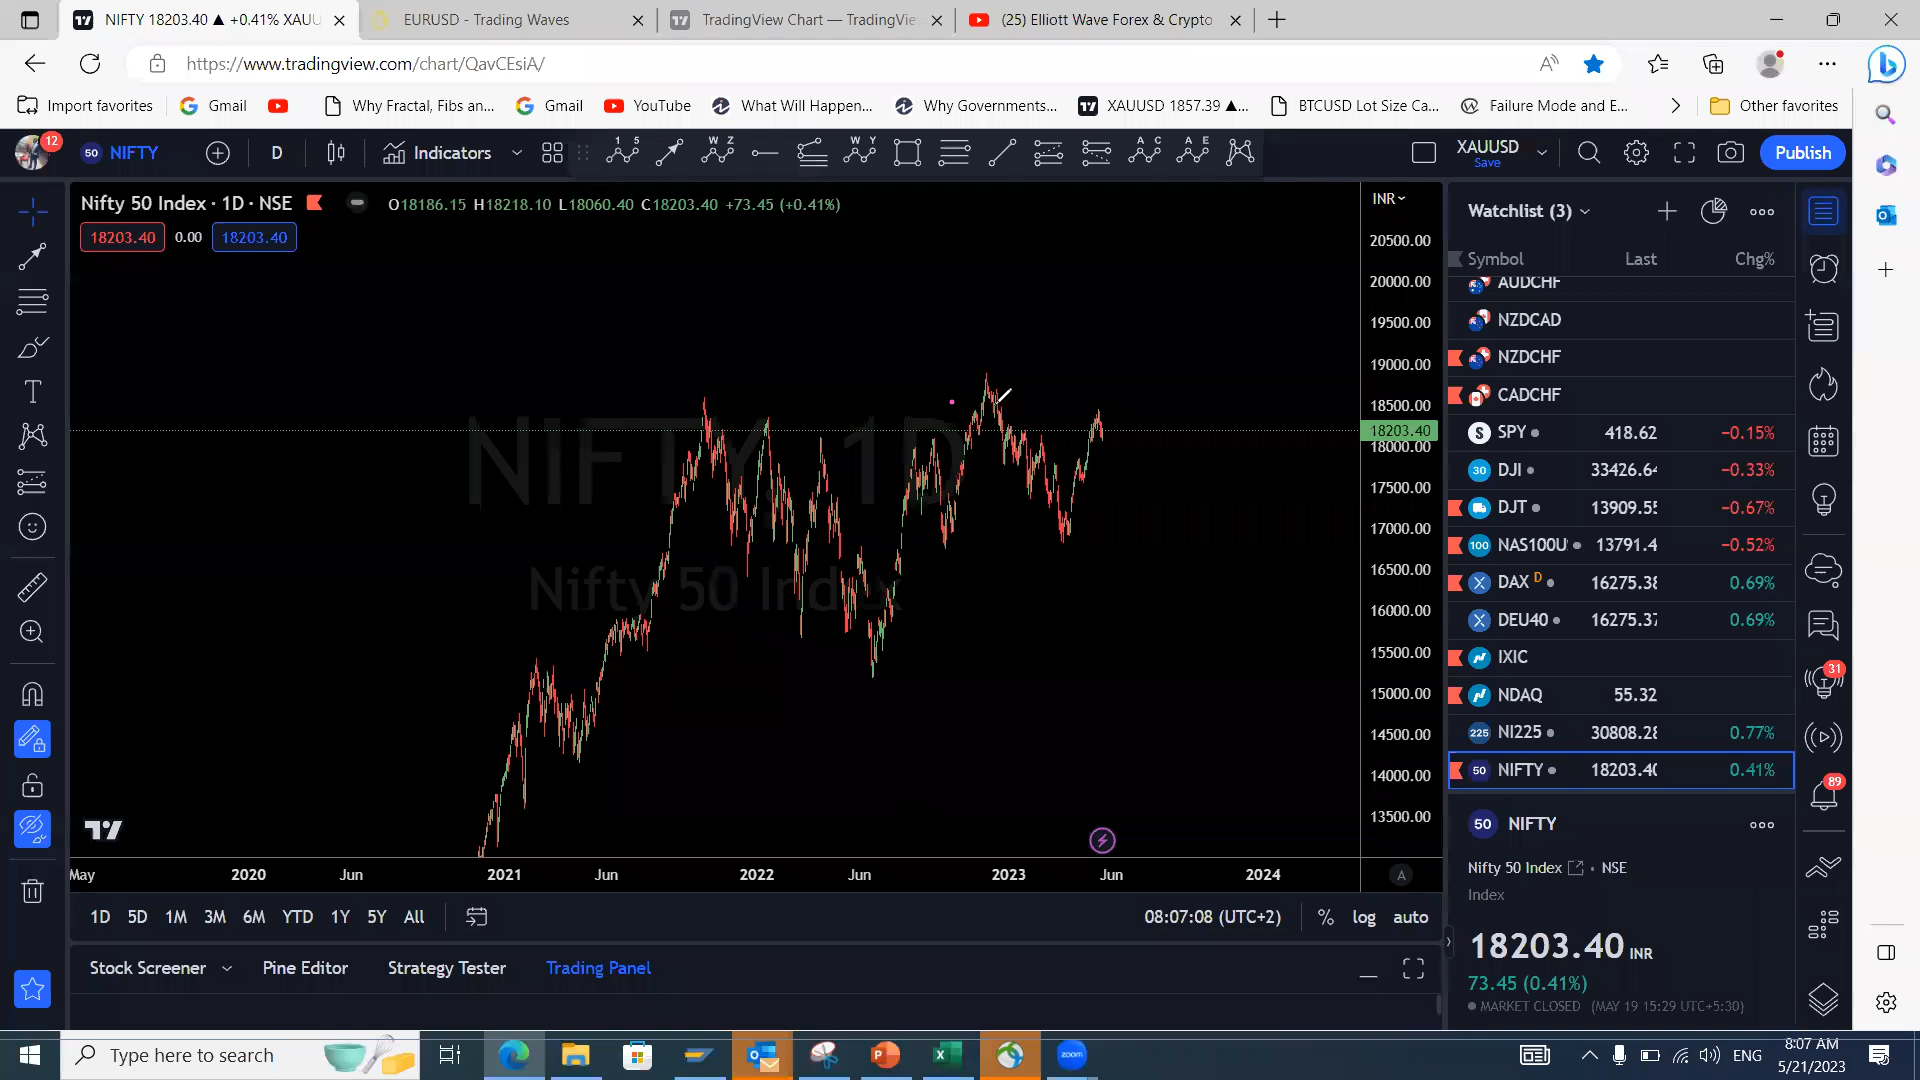 NIFTY 18203.40 ▲ +0.41% XAUU
EURUSD - Trading Waves
TradingView Chart — TradingVie
(25) Elliott Wave Forex & Crypto
https://www.tradingview.com/chart/QavCEsiA/
Import favorites
Gmail
Why Fractal, Fibs an...
Gmail
YouTube
What Will Happen...
Why Governments...
XAUUSD 1857.39 ▲...
BTCUSD Lot Size Ca...
Failure Mode and E...
Other favorites
12
50 NIFTY
D
Indicators
XAUUSD
Save
Publish
Nifty 50 Index · 1D · NSE
O18186.15 H18218.10 L18060.40 C18203.40 +73.45 (+0.41%)
18203.40 0.00 18203.40
NIFTY, 1D
Nifty 50 Index
INR
20500.00
20000.00
19500.00
19000.00
18500.00
18203.40
18000.00
17500.00
17000.00
16500.00
16000.00
15500.00
15000.00
14500.00
14000.00
13500.00
May 2020 Jun 2021 Jun 2022 Jun 2023 Jun 2024
A
1D 5D 1M 3M 6M YTD 1Y 5Y All
08:07:08 (UTC+2) % log auto
Stock Screener Pine Editor Strategy Tester Trading Panel
Watchlist (3)
Symbol Last Chg%
AUDCHF
NZDCAD
NZDCHF
CADCHF
SPY 418.62 −0.15%
DJI 33426.64 −0.33%
DJT 13909.55 −0.67%
NAS100U 13791.4 −0.52%
DAX D 16275.38 0.69%
DEU40 16275.37 0.69%
IXIC
NDAQ 55.32
NI225 30808.28 0.77%
NIFTY 18203.40 0.41%
50 NIFTY
Nifty 50 Index · NSE
Index
18203.40 INR
73.45 (0.41%)
MARKET CLOSED (MAY 19 15:29 UTC+5:30)
31
89
Type here to search
zoom
ENG
8:07 AM
5/21/2023